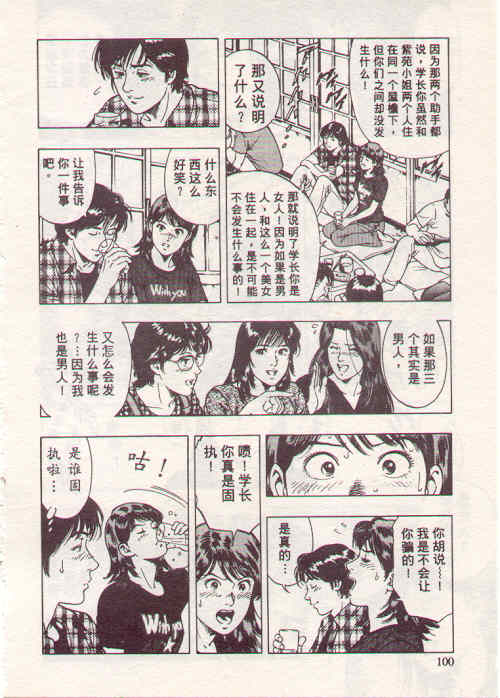 因为那两个助手都
说，学长你虽然和
紫苑小姐两个人住
在同一个屋檐下，
但你们之间却没发
生什么！
那又说明
了什么？
那就说明了学长你是
女人！因为如果是男
人，和这么一个美女
住在一起，是不可能
不会发生什么事的！
什么东
西这么
好笑？
让我告诉
你一件事
吧。
With you
如果那三
个其实是
男人，
又怎么会发
生什么事呢
？…因为我
也是男人！
你胡说~！
我是不会让
你骗的！
是真的…
啧！学长
你真是固
执！
咕！
是谁固
执啦…
With you
100